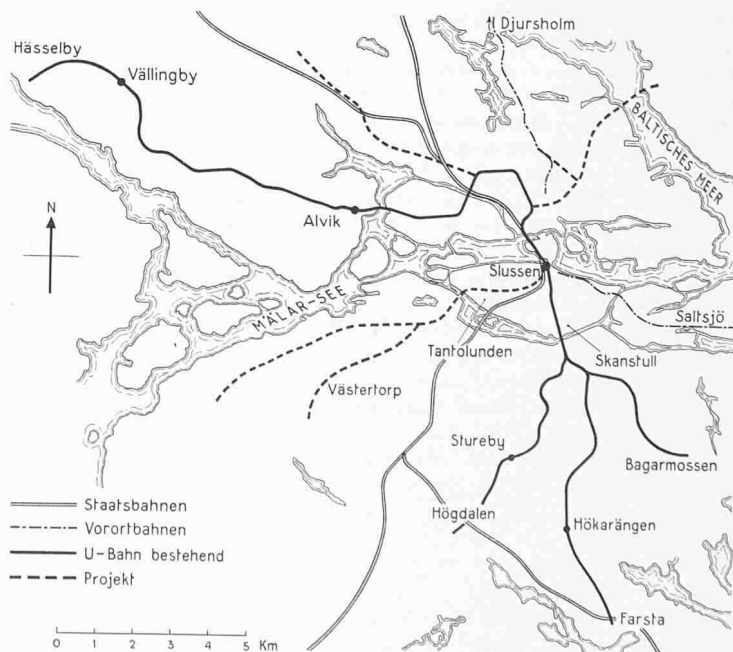 Djursholm
Hässelby
Vällingby
BALTISCHES MEER
N
Alvik
Slussen
MÄLAR-SEE
Saltsjö
Tantolunden
Skanstull
Västertorp
Stureby
Bagarmossen
Staatsbahnen
Vorortbahnen
Högdalen
Hökarängen
U-Bahn bestehend
Projekt
Farsta
0 1 2 3 4 5 Km